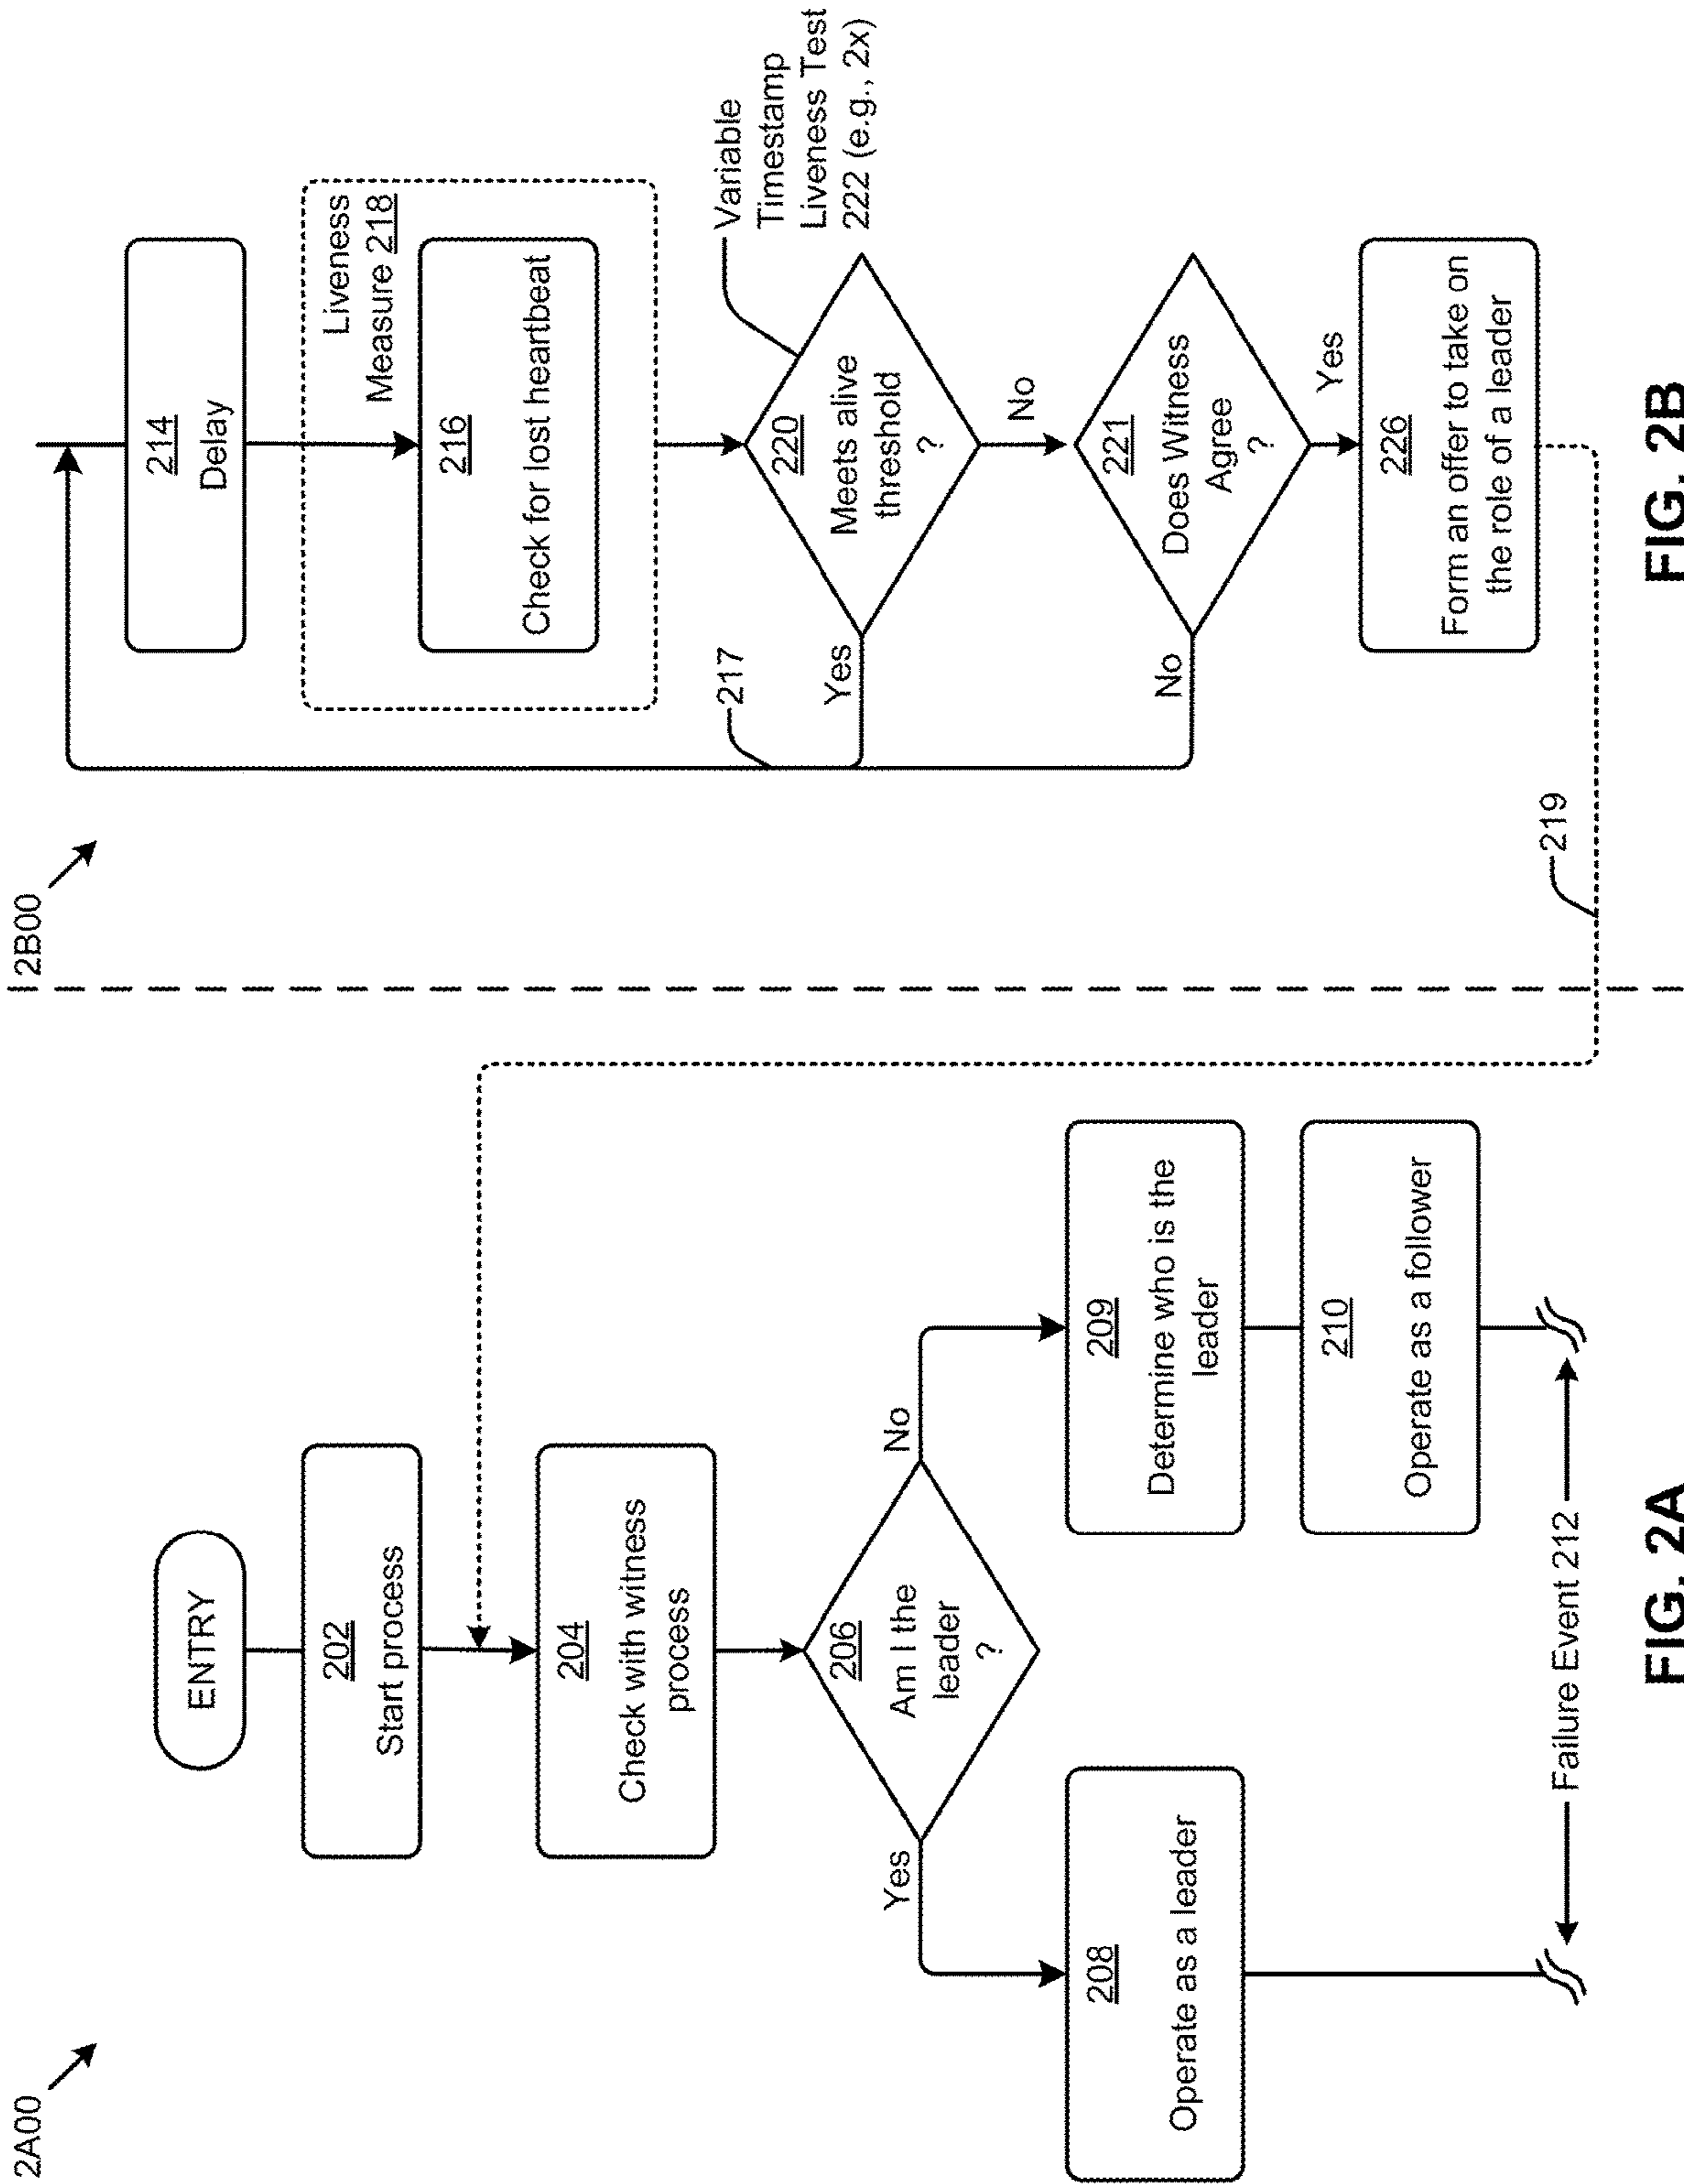 2A00
ENTRY
202
Start process
204
Check with witness
process
206
Am I the
leader
?
Yes
No
208
Operate as a leader
209
Determine who is the
leader
210
Operate as a follower
Failure Event 212
FIG. 2A
2B00
214
Delay
Liveness
Measure 218
216
Check for lost heartbeat
217
220
Meets alive
threshold
?
Variable
Timestamp
Liveness Test
222 (e.g., 2x)
Yes
No
221
Does Witness
Agree
?
No
Yes
226
Form an offer to take on
the role of a leader
219
FIG. 2B